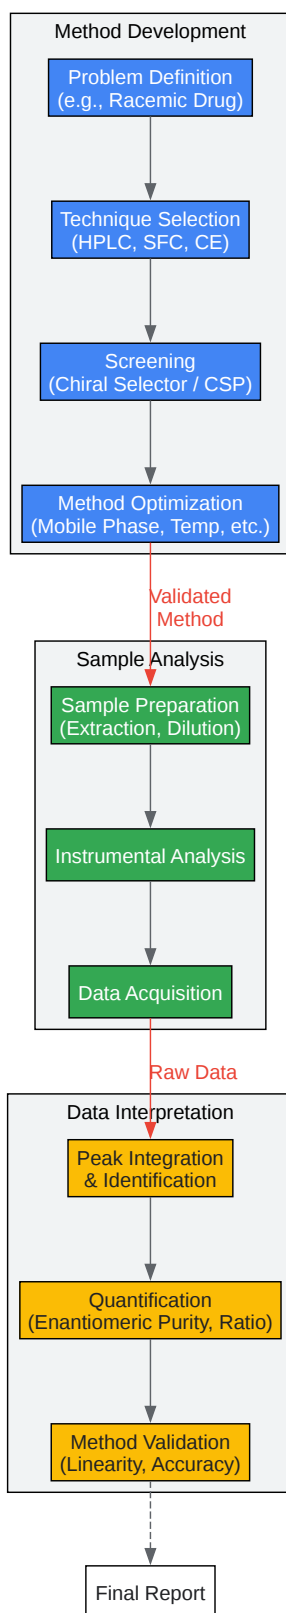 Method Development
Problem Definition
(e.g., Racemic Drug)
Technique Selection
(HPLC, SFC, CE)
Screening
(Chiral Selector / CSP)
Method Optimization
(Mobile Phase, Temp, etc.)
Validated
Method
Sample Analysis
Sample Preparation
(Extraction, Dilution)
Instrumental Analysis
Data Acquisition
Raw Data
Data Interpretation
Peak Integration
& Identification
Quantification
(Enantiomeric Purity, Ratio)
Method Validation
(Linearity, Accuracy)
Final Report